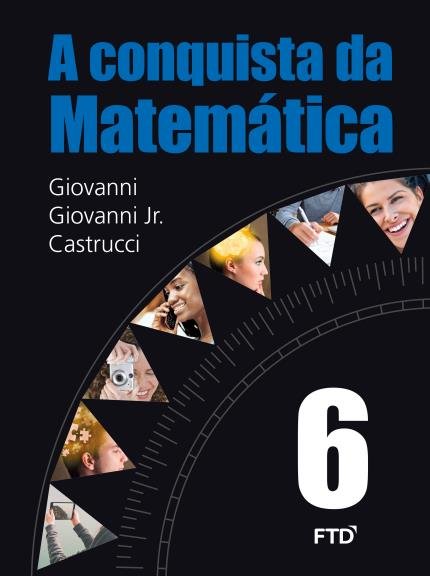 A conquista da
Matemática
Giovanni
Giovanni Jr.
Castrucci
6
FTD